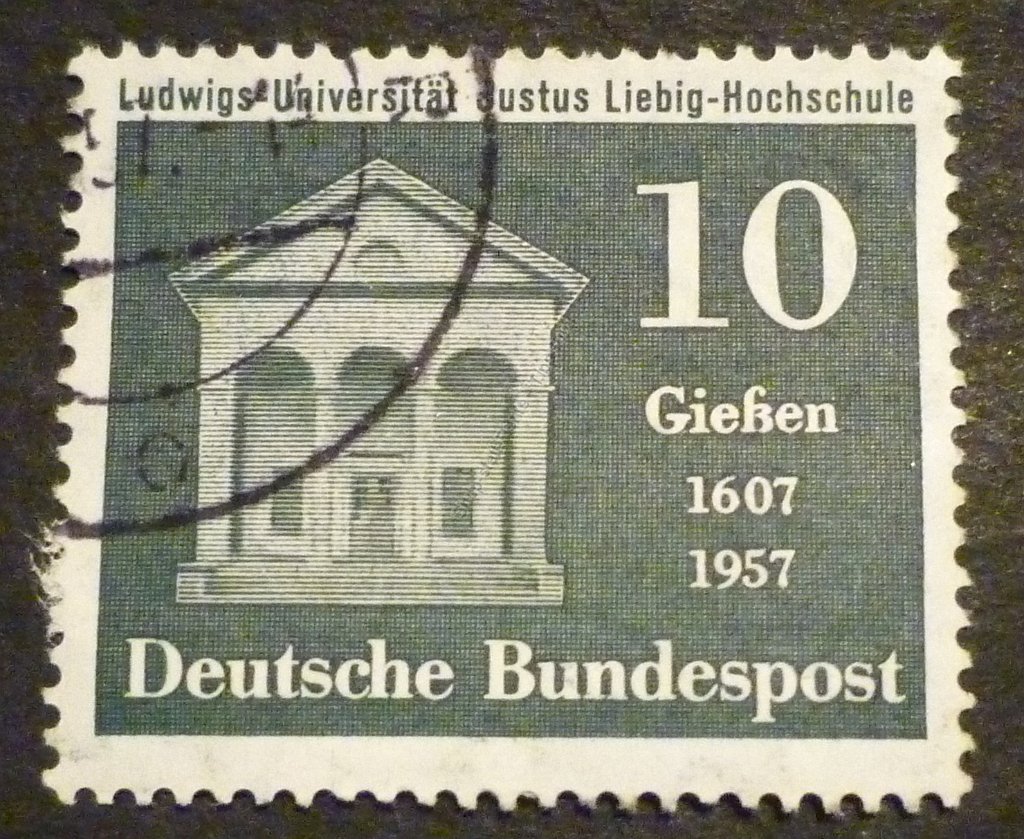 Ludwigs-Universität Justus Liebig-Hochschule
10
Gießen
1607
1957
Deutsche Bundespost